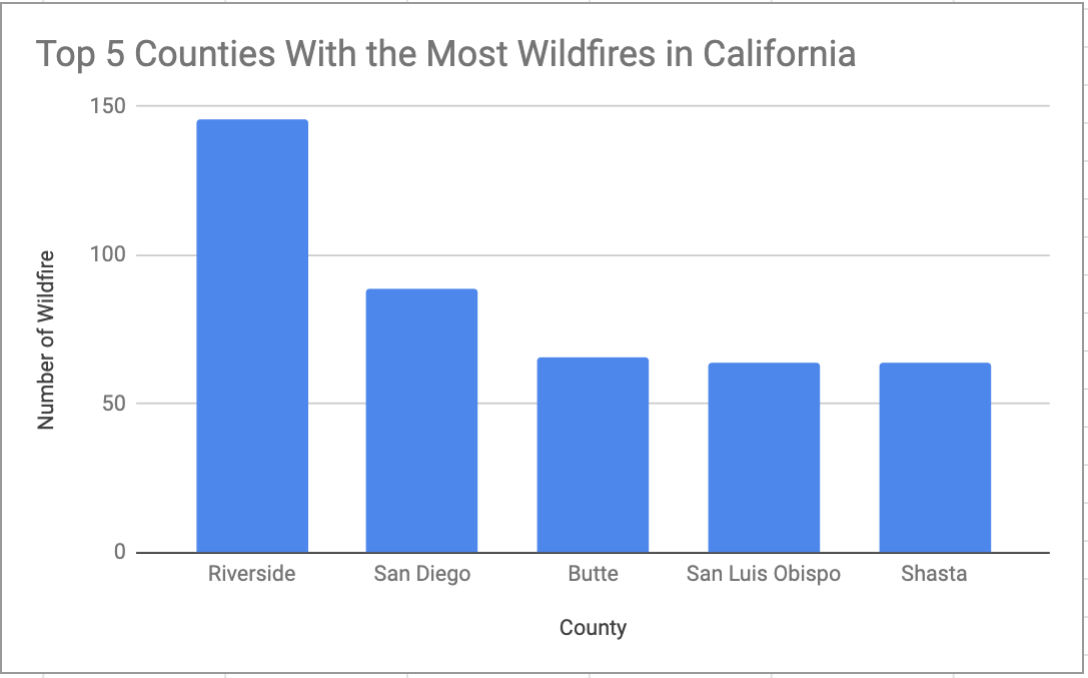 Top 5 Counties With the Most Wildfires in California
150
100
50
0
Number of Wildfire
Riverside San Diego Butte San Luis Obispo Shasta
County